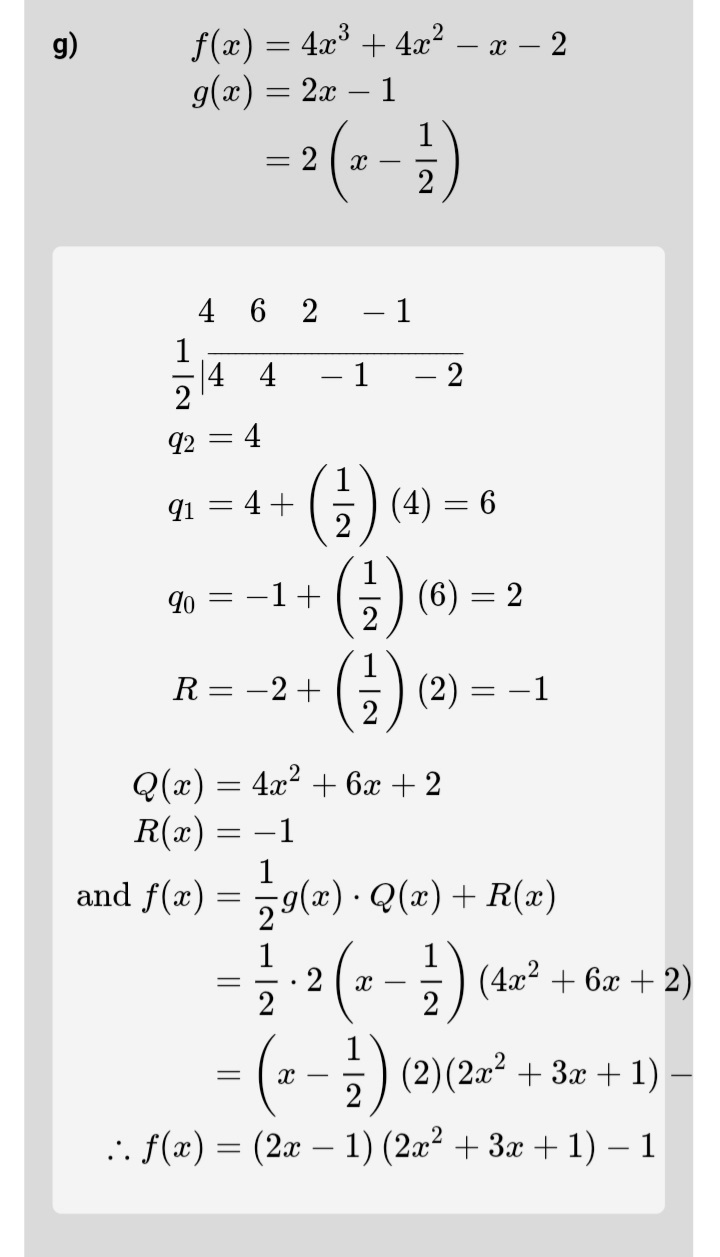 g) f(x) = 4x³ + 4x² − x − 2
g(x) = 2x − 1
= 2 (x − 1/2)
4 6 2 − 1
1/2 |4 4 − 1 − 2
q₂ = 4
q₁ = 4 + (1/2) (4) = 6
q₀ = −1 + (1/2) (6) = 2
R = −2 + (1/2) (2) = −1
Q(x) = 4x² + 6x + 2
R(x) = −1
and f(x) = 1/2 g(x) · Q(x) + R(x)
= 1/2 · 2 (x − 1/2) (4x² + 6x + 2)
= (x − 1/2) (2)(2x² + 3x + 1) −
∴ f(x) = (2x − 1) (2x² + 3x + 1) − 1